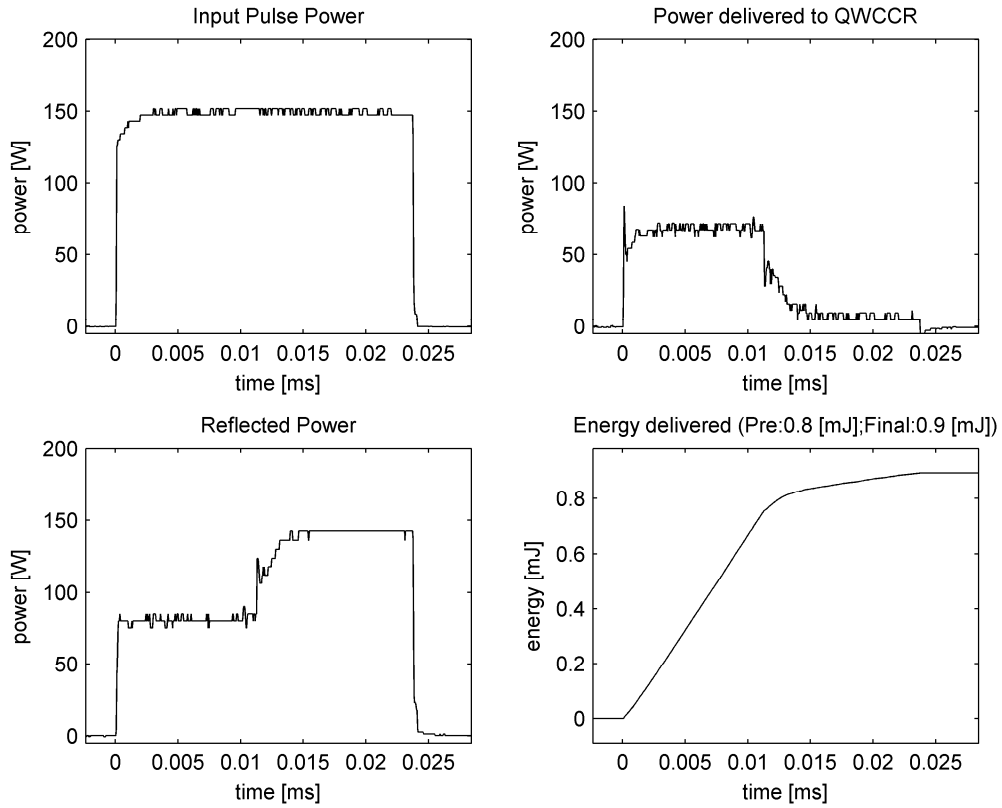 Input Pulse Power
200
150
100
50
0
power [W]
0 0.005 0.01 0.015 0.02 0.025
time [ms]
Power delivered to QWCCR
200
150
100
50
0
power [W]
0 0.005 0.01 0.015 0.02 0.025
time [ms]
Reflected Power
200
150
100
50
0
power [W]
0 0.005 0.01 0.015 0.02 0.025
time [ms]
Energy delivered (Pre:0.8 [mJ];Final:0.9 [mJ])
0.8
0.6
0.4
0.2
0
energy [mJ]
0 0.005 0.01 0.015 0.02 0.025
time [ms]